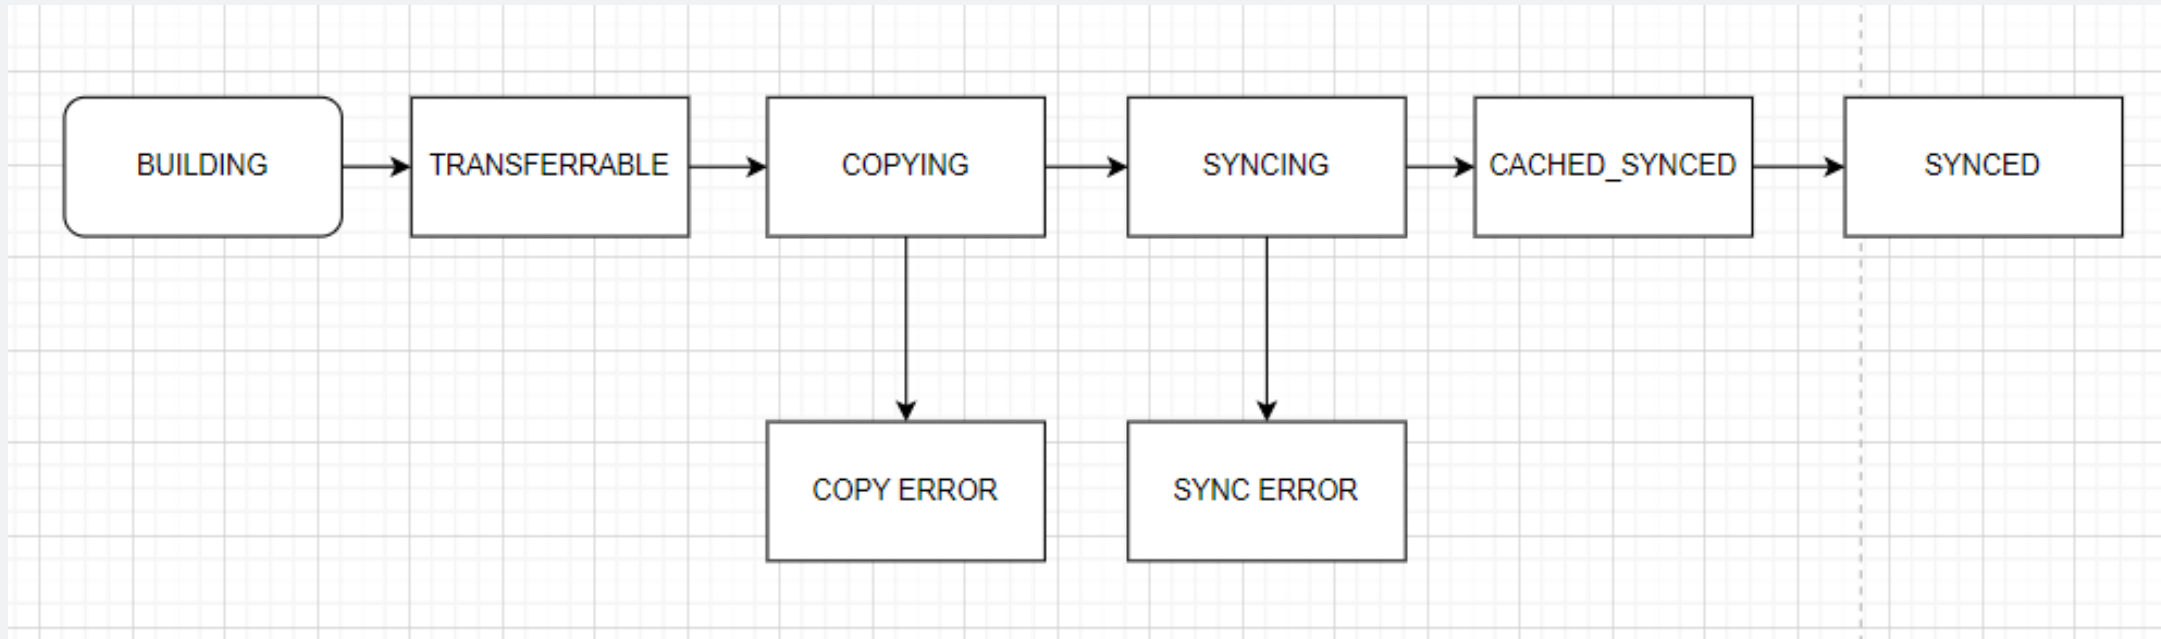 BUILDING
TRANSFERRABLE
COPYING
SYNCING
CACHED_SYNCED
SYNCED
COPY ERROR
SYNC ERROR